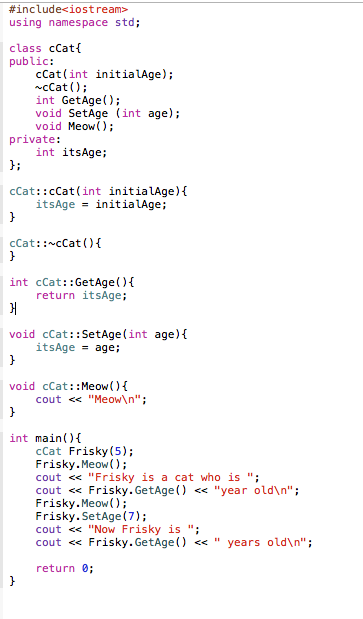 #include<iostream>
using namespace std;
class cCat{
public:
cCat(int initialAge);
~cCat();
int GetAge();
void SetAge (int age);
void Meow();
private:
int itsAge;
};
cCat::cCat(int initialAge){
itsAge = initialAge;
}
cCat::~cCat(){
}
int cCat::GetAge(){
return itsAge;
}
void cCat::SetAge(int age){
itsAge = age;
}
void cCat::Meow(){
cout << "Meow\n";
}
int main(){
cCat Frisky(5);
Frisky.Meow();
cout << "Frisky is a cat who is ";
cout << Frisky.GetAge() << "year old\n";
Frisky.Meow();
Frisky.SetAge(7);
cout << "Now Frisky is ";
cout << Frisky.GetAge() << " years old\n";
return 0;
}